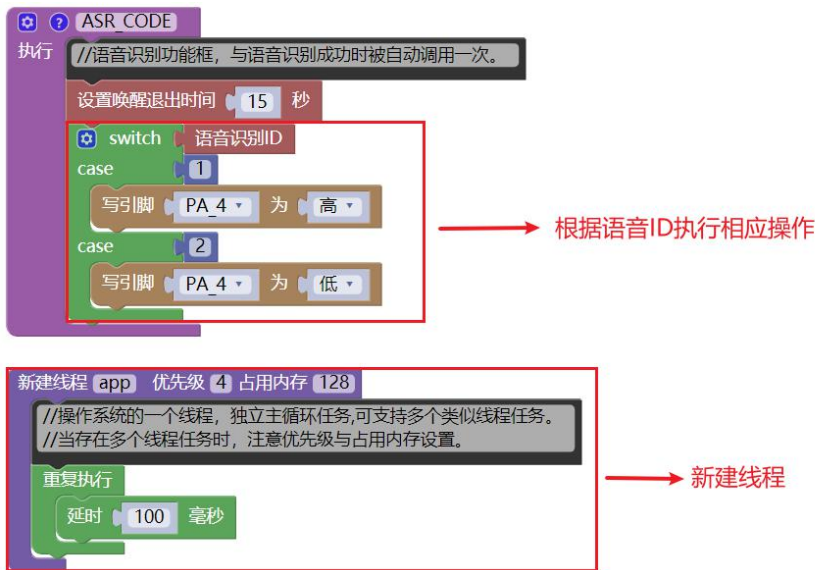 ? ASR_CODE
执行 //语音识别功能框，与语音识别成功时被自动调用一次。
设置唤醒退出时间 15 秒
switch 语音识别ID
case 1
写引脚 PA_4 为 高
根据语音ID执行相应操作
case 2
写引脚 PA_4 为 低
新建线程 app 优先级 4 占用内存 128
//操作系统的一个线程，独立主循环任务,可支持多个类似线程任务。
//当存在多个线程任务时，注意优先级与占用内存设置。
重复执行
新建线程
延时 100 毫秒